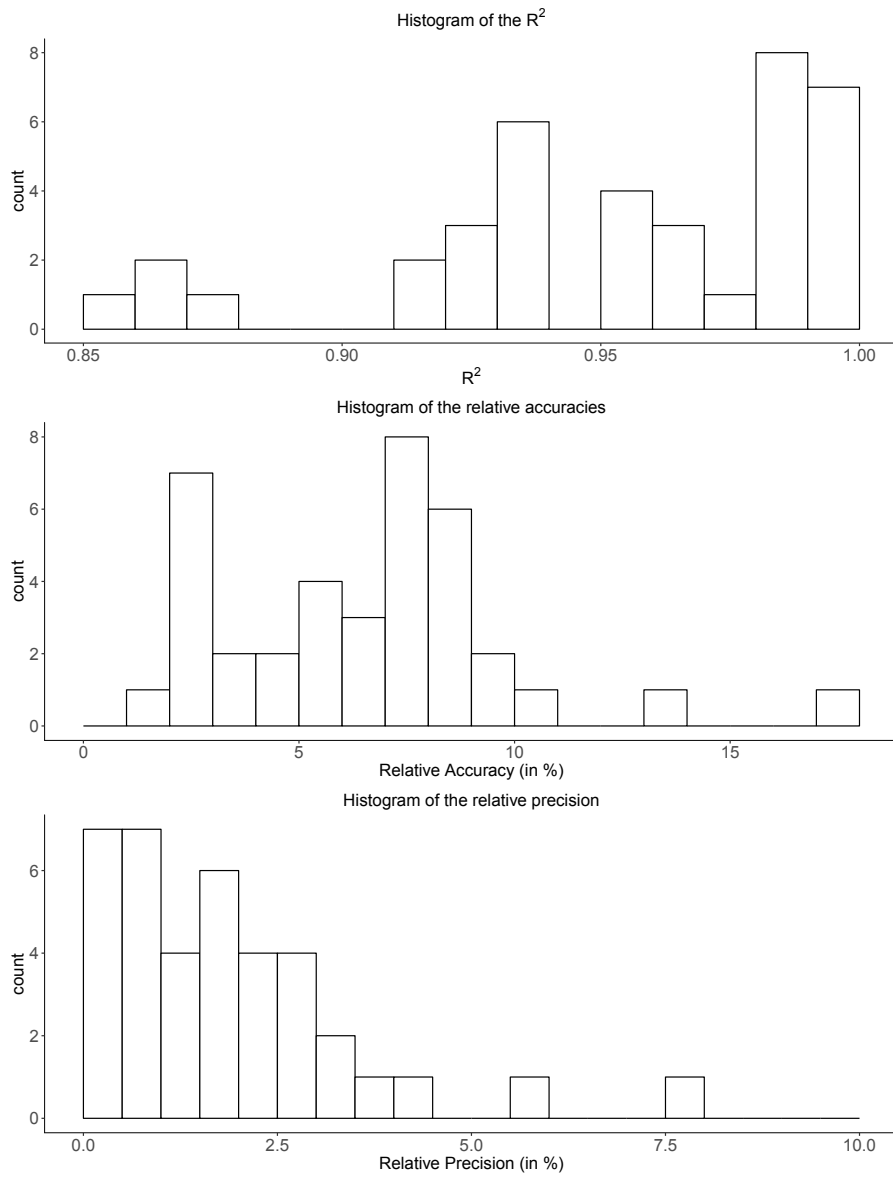 Histogram of the R²
8
6
4
2
0
count
0.85 0.90 0.95 1.00
R²
Histogram of the relative accuracies
8
6
4
2
0
count
0 5 10 15
Relative Accuracy (in %)
Histogram of the relative precision
6
4
2
0
count
0.0 2.5 5.0 7.5 10.0
Relative Precision (in %)